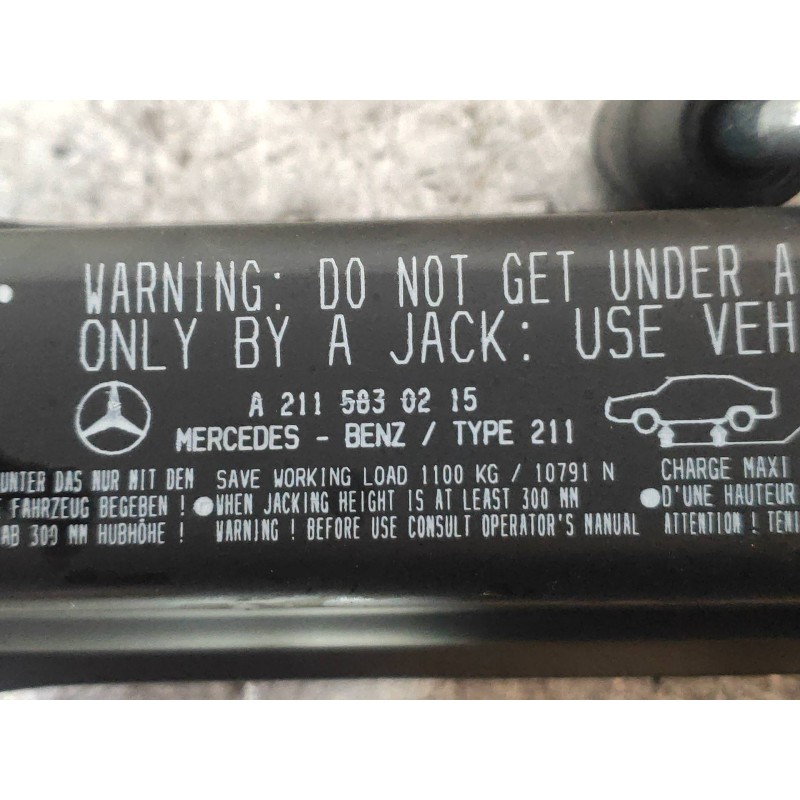 WARNING: DO NOT GET UNDER A
ONLY BY A JACK: USE VEH
A 211 583 02 15
MERCEDES - BENZ / TYPE 211
UNTER DAS NUR MIT DEN
FAHRZEUG BEGEBEN !
AB 300 MM HUBHÖHE !
SAVE WORKING LOAD 1100 KG / 10791 N
WHEN JACKING HEIGHT IS AT LEAST 300 MM
WARNING ! BEFORE USE CONSULT OPERATOR'S MANUAL
CHARGE MAXI
D'UNE HAUTEUR
ATTENTION ! TENI